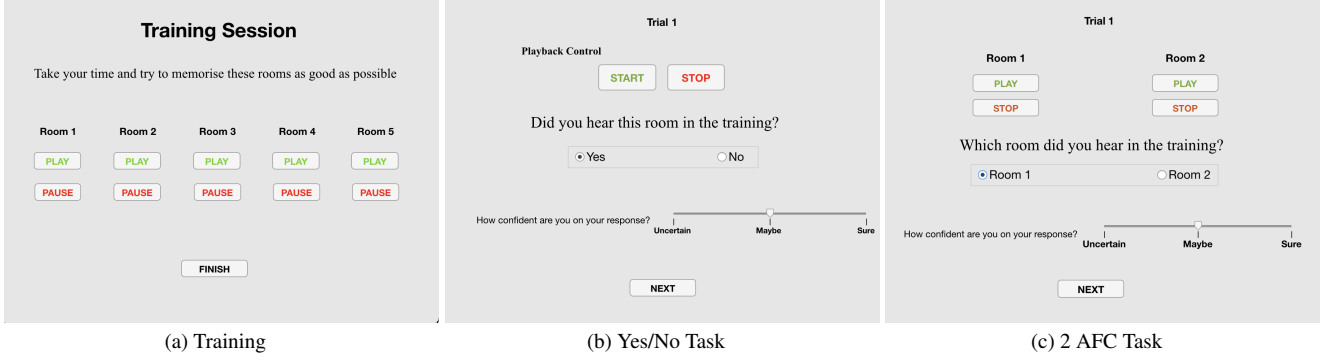 Training Session
Take your time and try to memorise these rooms as good as possible
Room 1 Room 2 Room 3 Room 4 Room 5
PLAY PLAY PLAY PLAY PLAY
PAUSE PAUSE PAUSE PAUSE PAUSE
FINISH
(a) Training
Trial 1
Playback Control
START STOP
Did you hear this room in the training?
Yes No
How confident are you on your response?
Uncertain Maybe Sure
NEXT
(b) Yes/No Task
Trial 1
Room 1 Room 2
PLAY PLAY
STOP STOP
Which room did you hear in the training?
Room 1 Room 2
How confident are you on your response?
Uncertain Maybe Sure
NEXT
(c) 2 AFC Task